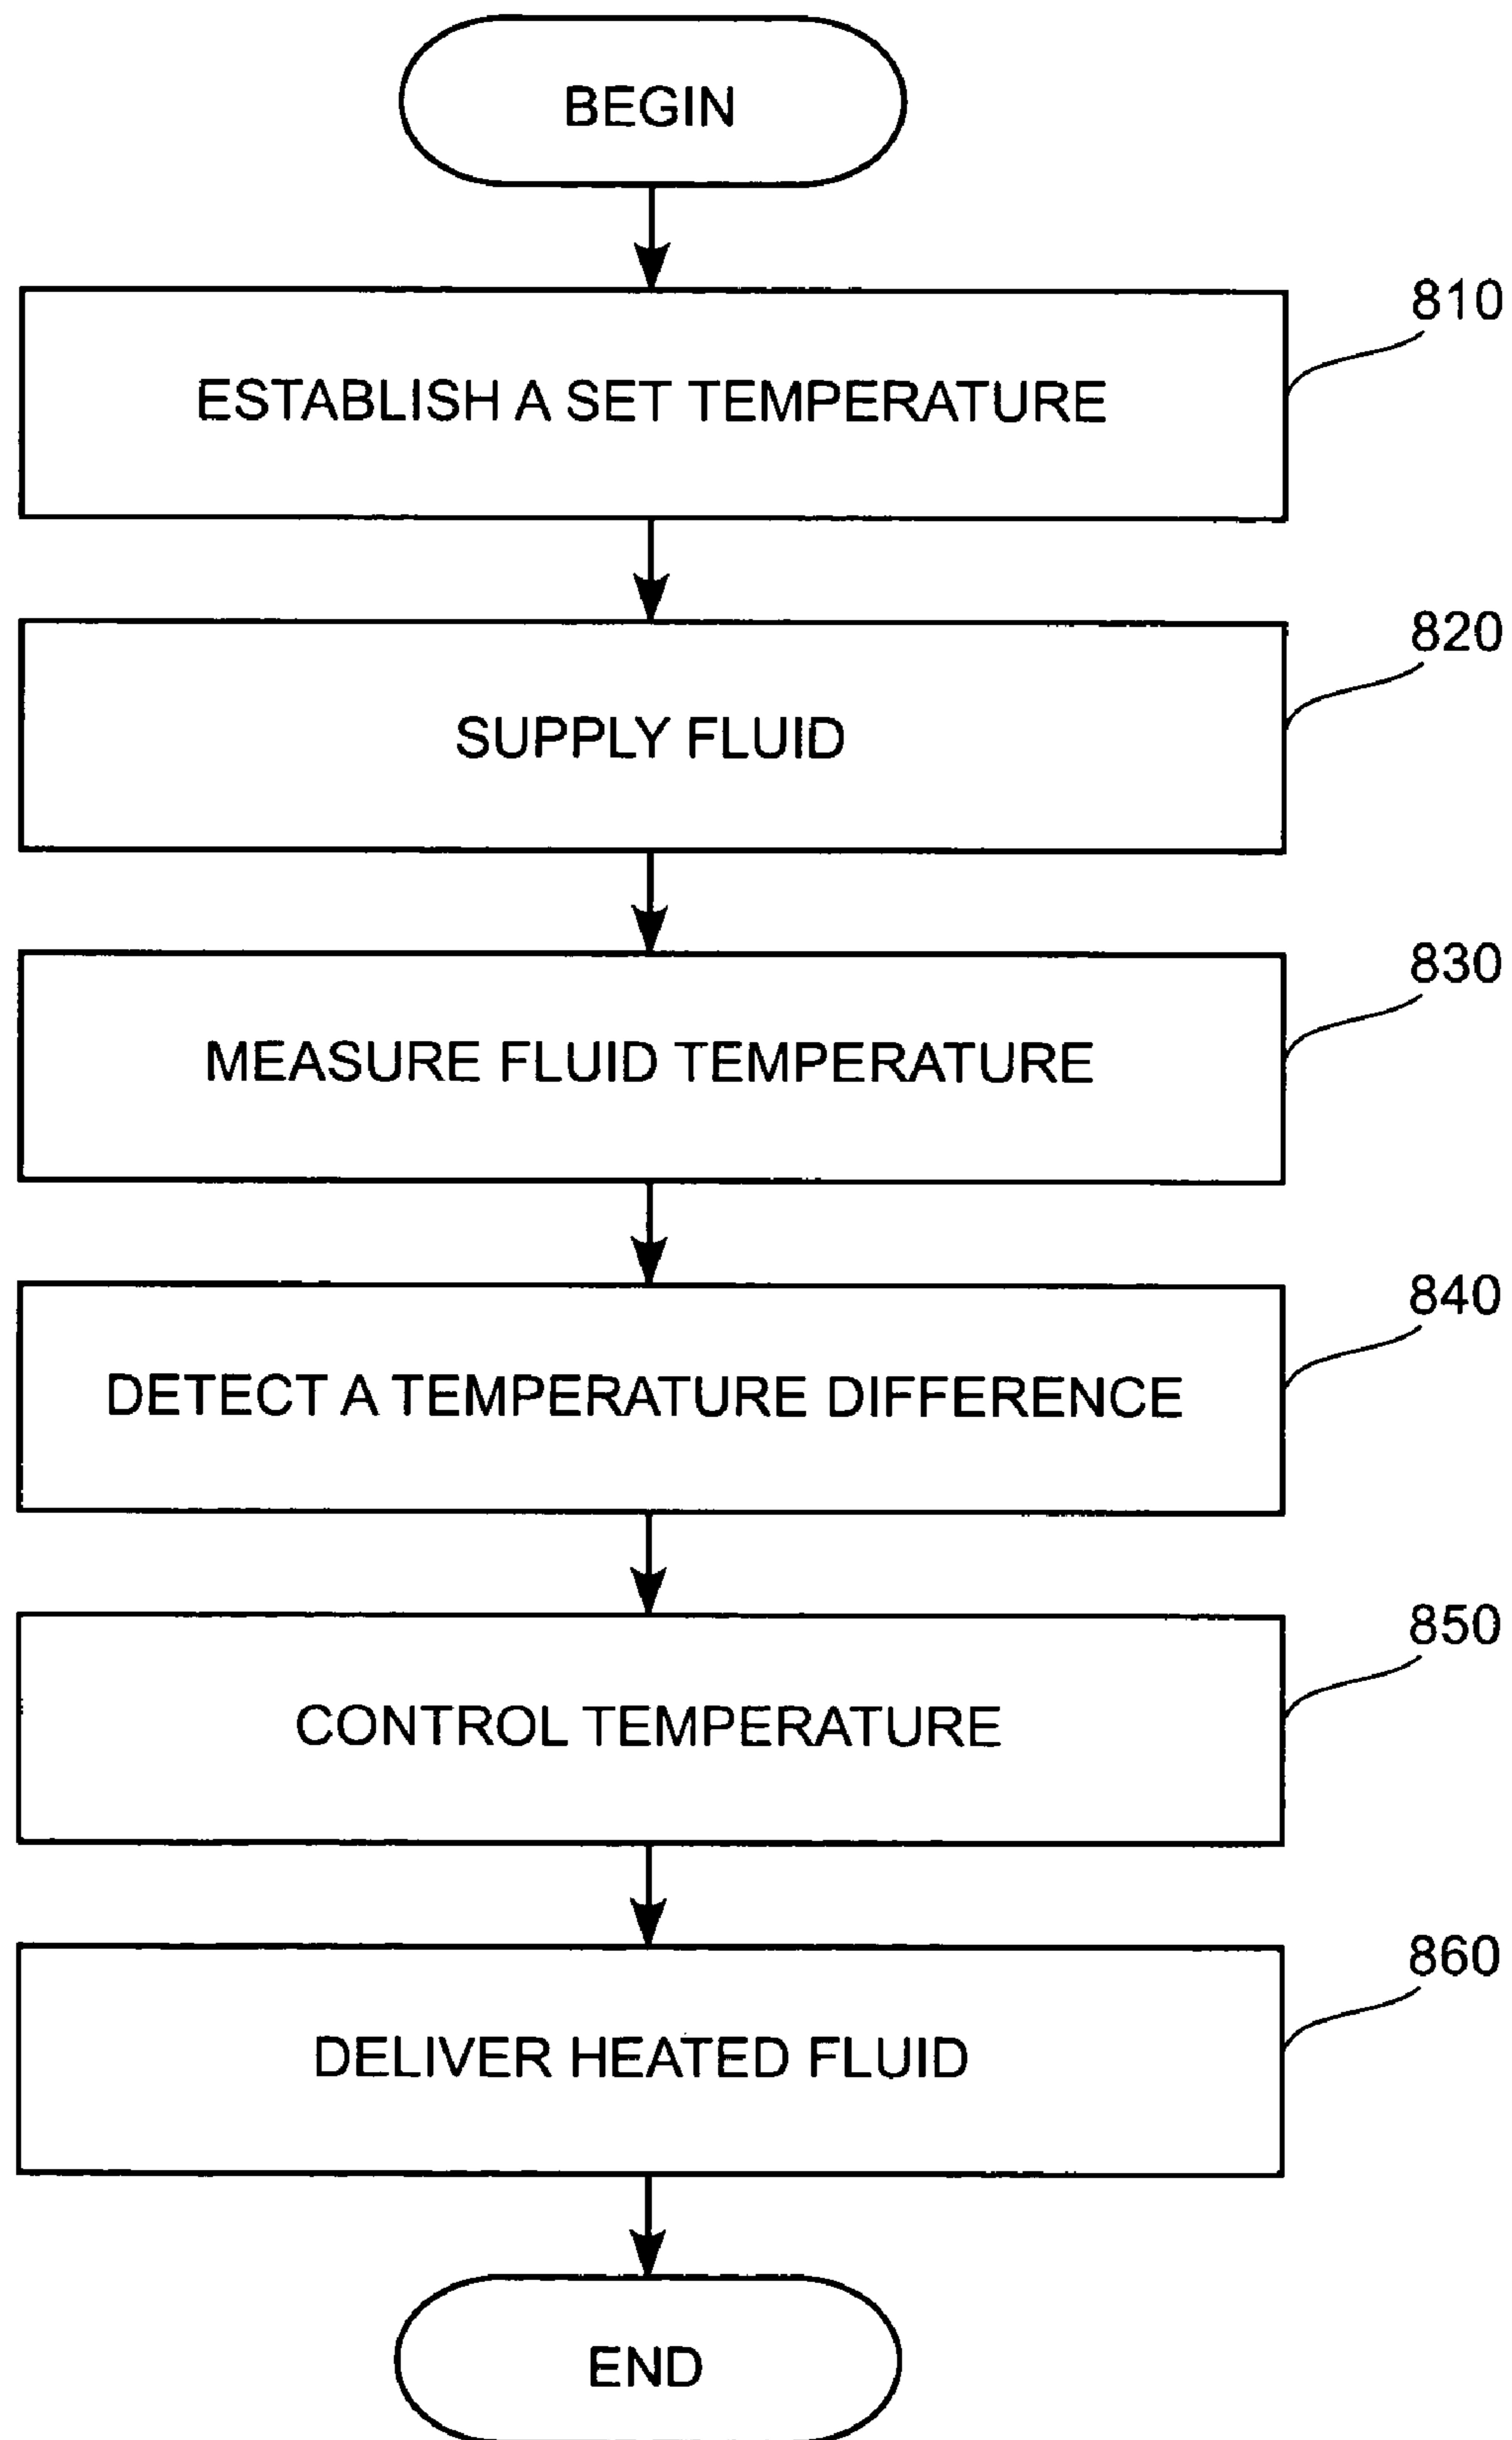 BEGIN
810
ESTABLISH A SET TEMPERATURE
820
SUPPLY FLUID
830
MEASURE FLUID TEMPERATURE
840
DETECT A TEMPERATURE DIFFERENCE
850
CONTROL TEMPERATURE
860
DELIVER HEATED FLUID
END